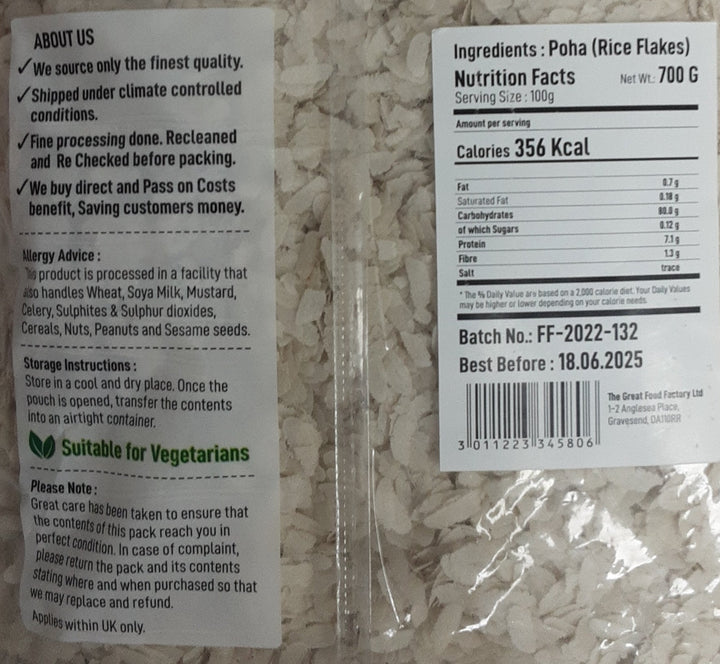 ABOUT US
✓We source only the finest quality.
✓Shipped under climate controlled
conditions.
✓Fine processing done. Recleaned
and Re Checked before packing.
✓We buy direct and Pass on Costs
benefit, Saving customers money.
Allergy Advice :
This product is processed in a facility that
also handles Wheat, Soya Milk, Mustard,
Celery, Sulphites & Sulphur dioxides,
Cereals, Nuts, Peanuts and Sesame seeds.
Storage Instructions :
Store in a cool and dry place. Once the
pouch is opened, transfer the contents
into an airtight container.
Suitable for Vegetarians
Please Note :
Great care has been taken to ensure that
the contents of this pack reach you in
perfect condition. In case of complaint,
please return the pack and its contents
stating where and when purchased so that
we may replace and refund.
Applies within UK only.
Ingredients : Poha (Rice Flakes)
Nutrition Facts Net Wt.: 700 G
Serving Size : 100g
Amount per serving
Calories 356 Kcal
Fat 0.7 g
Saturated Fat 0.18 g
Carbohydrates 80.8 g
of which Sugars 0.12 g
Protein 7.1 g
Fibre 1.3 g
Salt trace
* The % Daily Value are based on a 2,000 calorie diet. Your Daily Values
may be higher or lower depending on your calorie needs.
Batch No.: FF-2022-132
Best Before : 18.06.2025
The Great Food Factory Ltd
1-2 Anglesea Place,
Gravesend, DA110RR
3 011223 345806